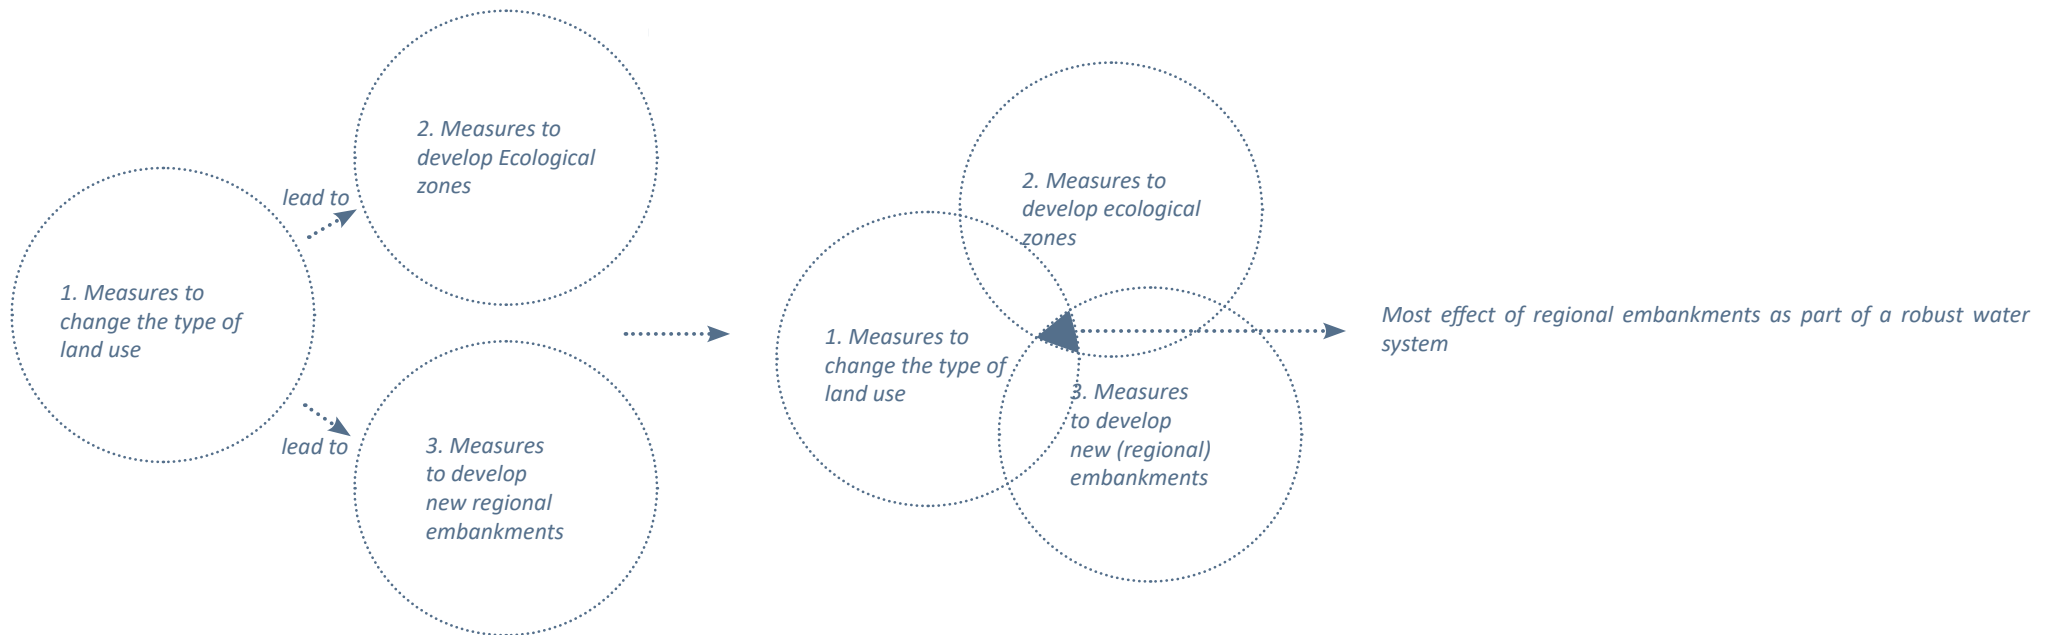 2. Measures to
develop Ecological
zones
lead to
1. Measures to
change the type of
land use
lead to
3. Measures
to develop
new regional
embankments
2. Measures to
develop ecological
zones
1. Measures to
change the type of
land use
3. Measures
to develop
new (regional)
embankments
Most effect of regional embankments as part of a robust water
system